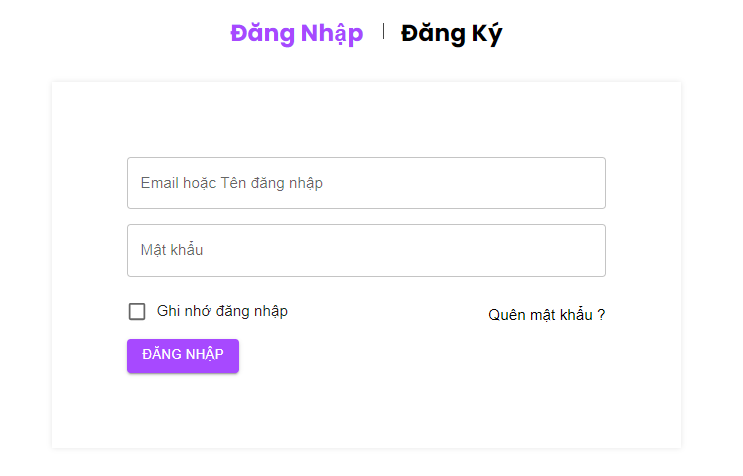 Đăng Nhập | Đăng Ký
Email hoặc Tên đăng nhập
Mật khẩu
Ghi nhớ đăng nhập
Quên mật khẩu ?
ĐĂNG NHẬP